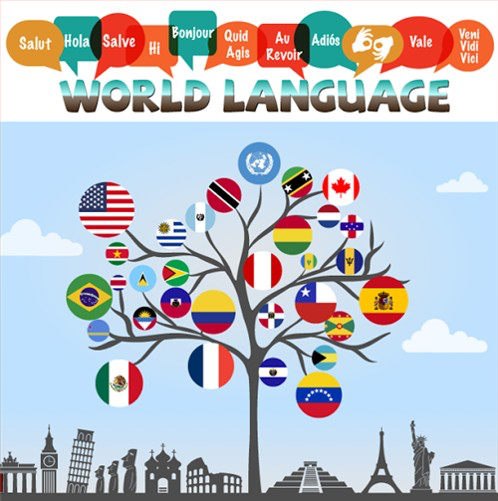 Salut
Hola
Salve
Hi
Bonjour
Quid
Agis
Au
Revoir
Adiós
Vale
Veni
Vidi
Vici
WORLD LANGUAGE